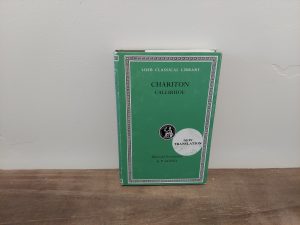 LOEB CLASSICAL LIBRARY
CHARITON
CALLIRHOE
NEW
TRANSLATION